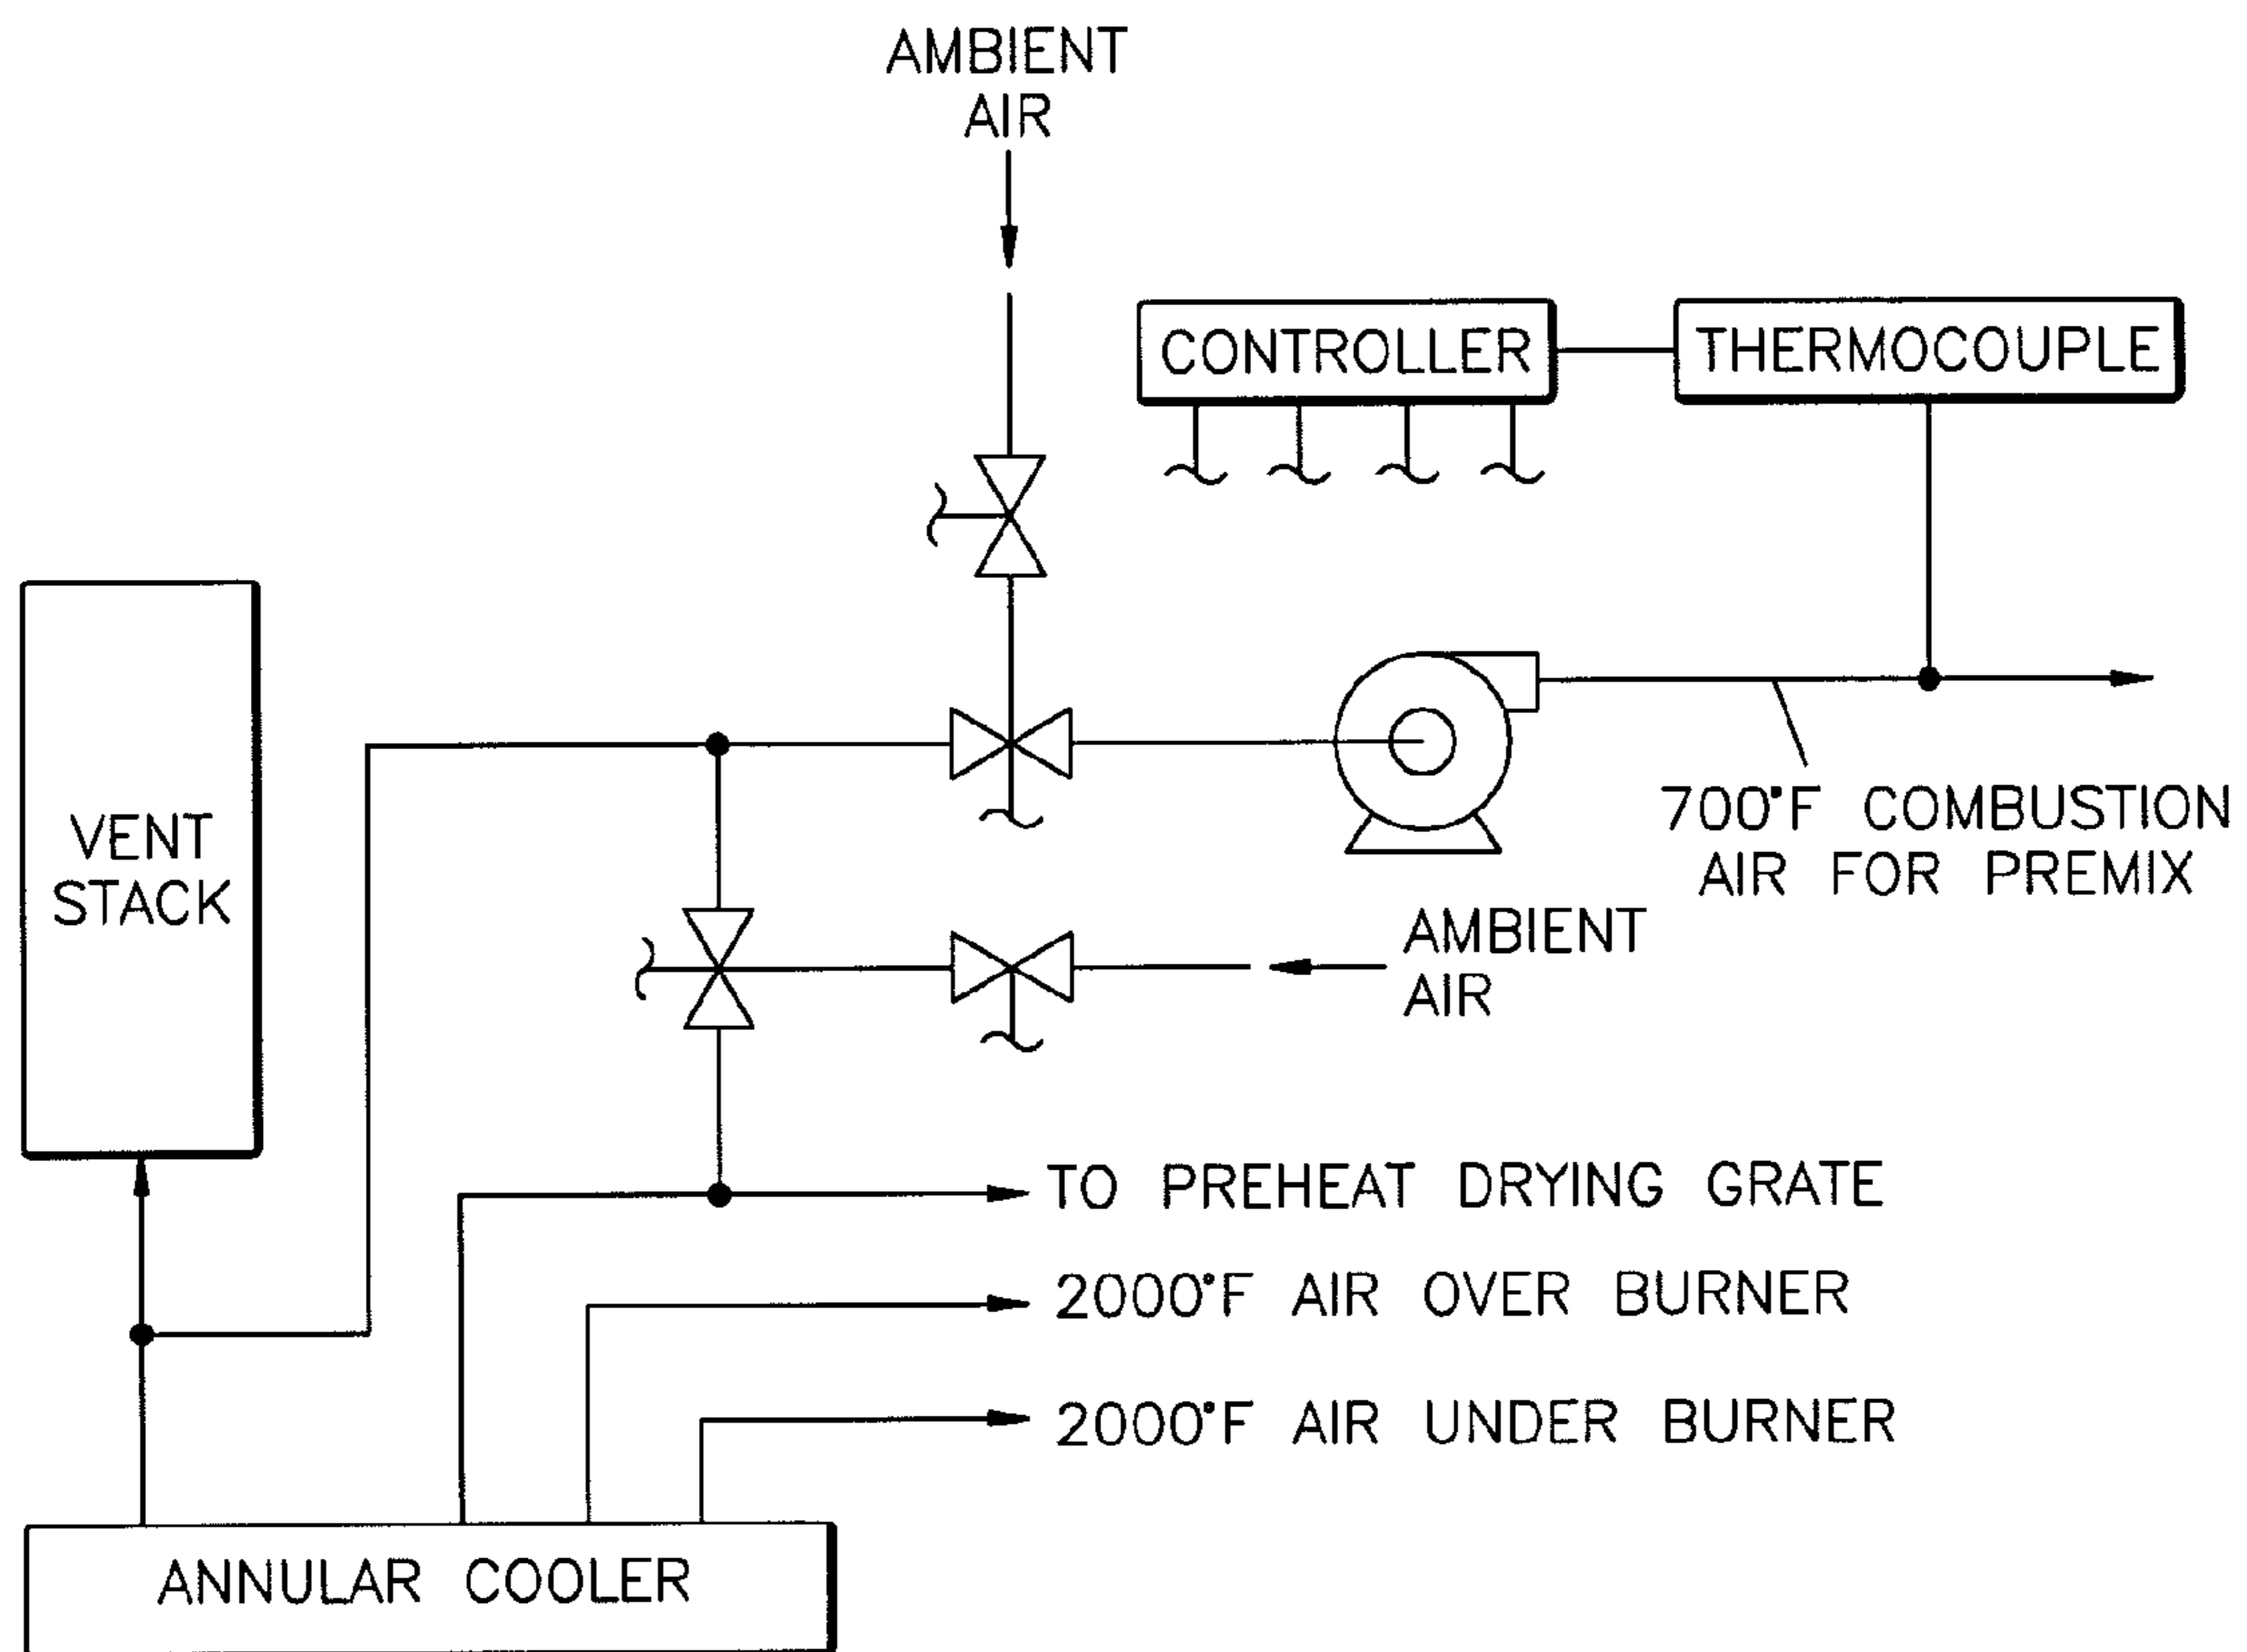 AMBIENT
AIR
CONTROLLER
THERMOCOUPLE
VENT
STACK
700°F COMBUSTION
AIR FOR PREMIX
AMBIENT
AIR
TO PREHEAT DRYING GRATE
2000°F AIR OVER BURNER
2000°F AIR UNDER BURNER
ANNULAR COOLER